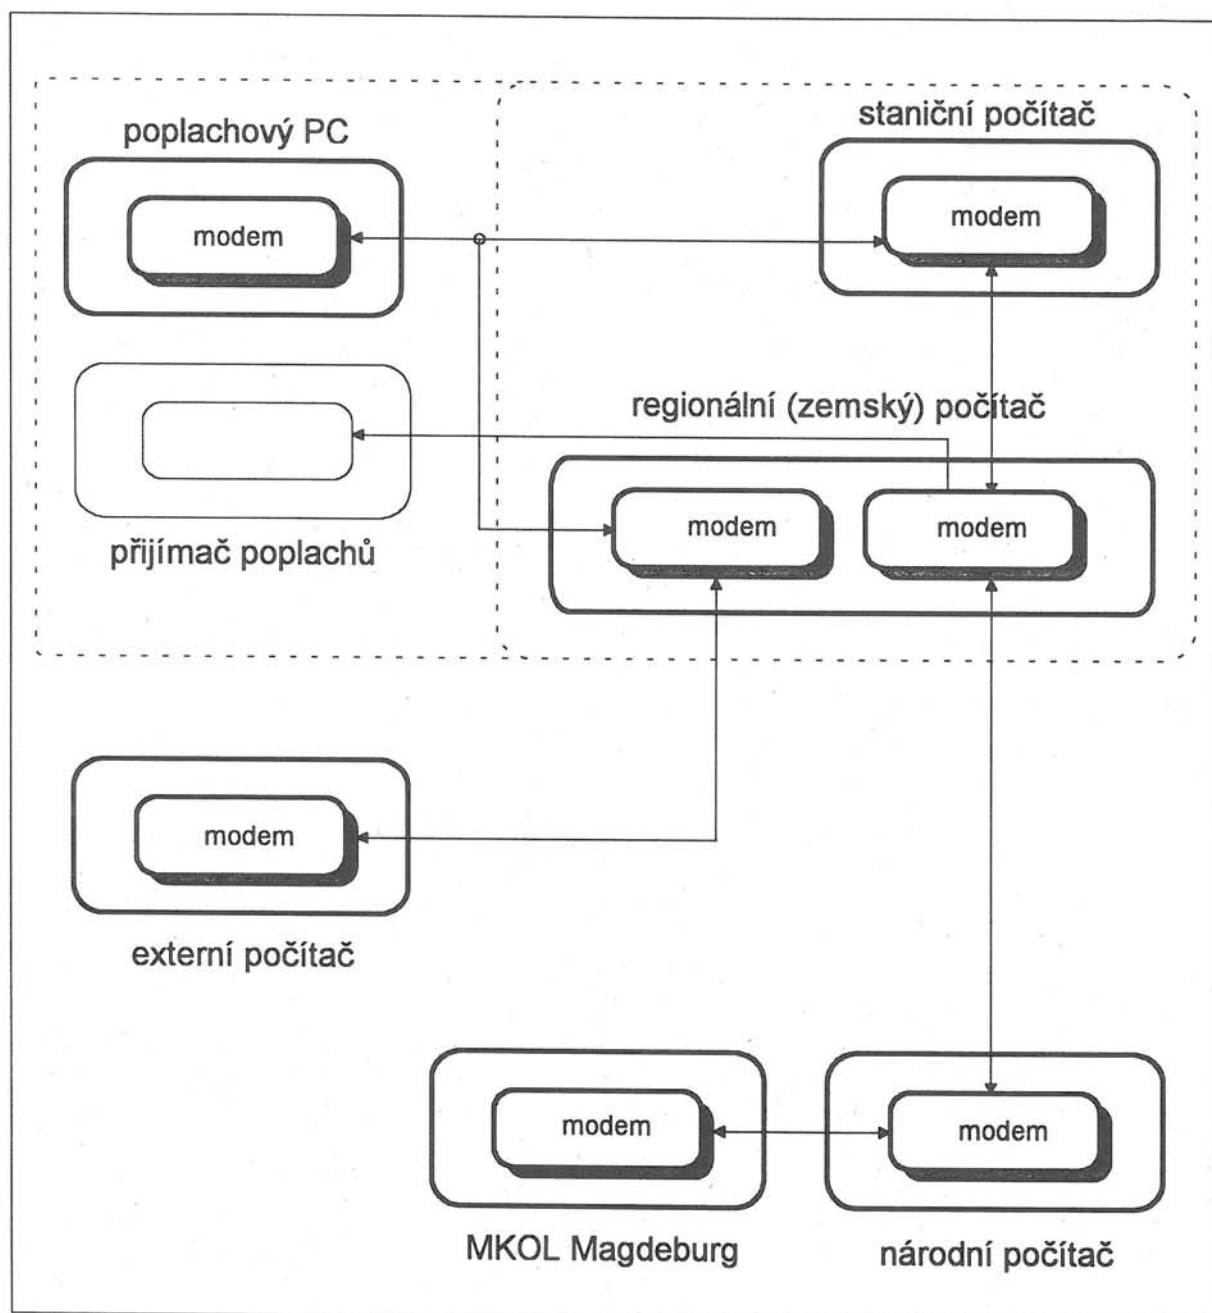 poplachový PC
modem
staniční počítač
modem
přijímač poplachů
regionální (zemský) počítač
modem
modem
modem
externí počítač
modem
MKOL Magdeburg
modem
národní počítač